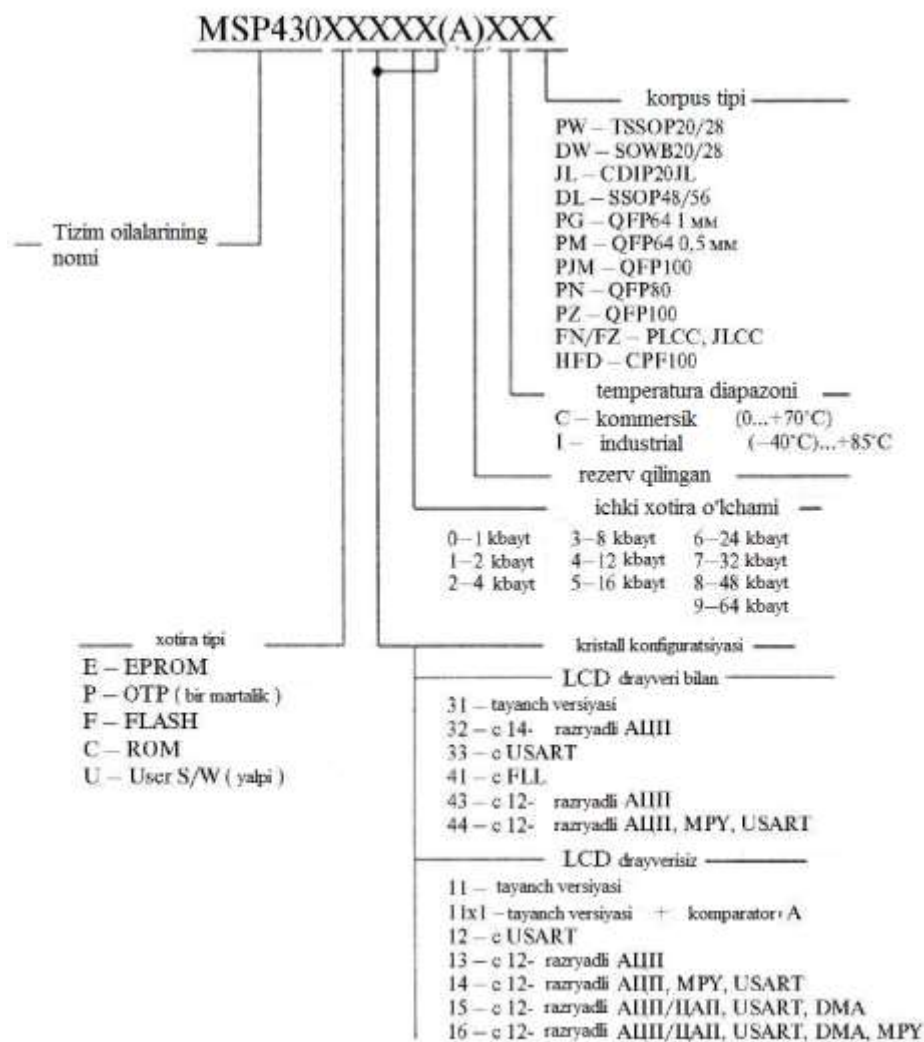 MSP430XXXXX(A)XXX
korpus tipi
PW – TSSOP20/28
DW – SOWB20/28
JL – CDIP20JL
DL – SSOP48/56
PG – QFP64 1 мм
PM – QFP64 0,5 мм
PJM – QFP100
PN – QFP80
PZ – QFP100
FN/FZ – PLCC, JLCC
HFD – CPF100
Tizim oilalarining
nomi
temperatura diapazoni
C – kommersik (0...+70°C)
I – industrial (−40°C)...+85°C
rezerv qilingan
ichki xotira o'lchami
0–1 kbayt 3–8 kbayt 6–24 kbayt
1–2 kbayt 4–12 kbayt 7–32 kbayt
2–4 kbayt 5–16 kbayt 8–48 kbayt
9–64 kbayt
xotira tipi
E – EPROM
P – OTP ( bir martalik )
F – FLASH
C – ROM
U – User S/W ( yalpi )
kristall konfiguratsiyasi
LCD drayveri bilan
31 – tayanch versiyasi
32 – с 14- razryadli АЦП
33 – с USART
41 – с FLL
43 – с 12- razryadli АЦП
44 – с 12- razryadli АЦП, MPY, USART
LCD drayverisiz
11 – tayanch versiyasi
11x1 – tayanch versiyasi + komparator A
12 – с USART
13 – с 12- razryadli АЦП
14 – с 12- razryadli АЦП, MPY, USART
15 – с 12- razryadli АЦП/ЦАП, USART, DMA
16 – с 12- razryadli АЦП/ЦАП, USART, DMA, MPY